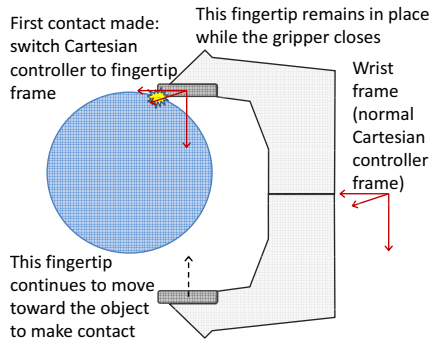 First contact made:
switch Cartesian
controller to fingertip
frame
This fingertip remains in place
while the gripper closes
Wrist
frame
(normal
Cartesian
controller
frame)
This
fingertip
continues to move
toward the object
to make contact